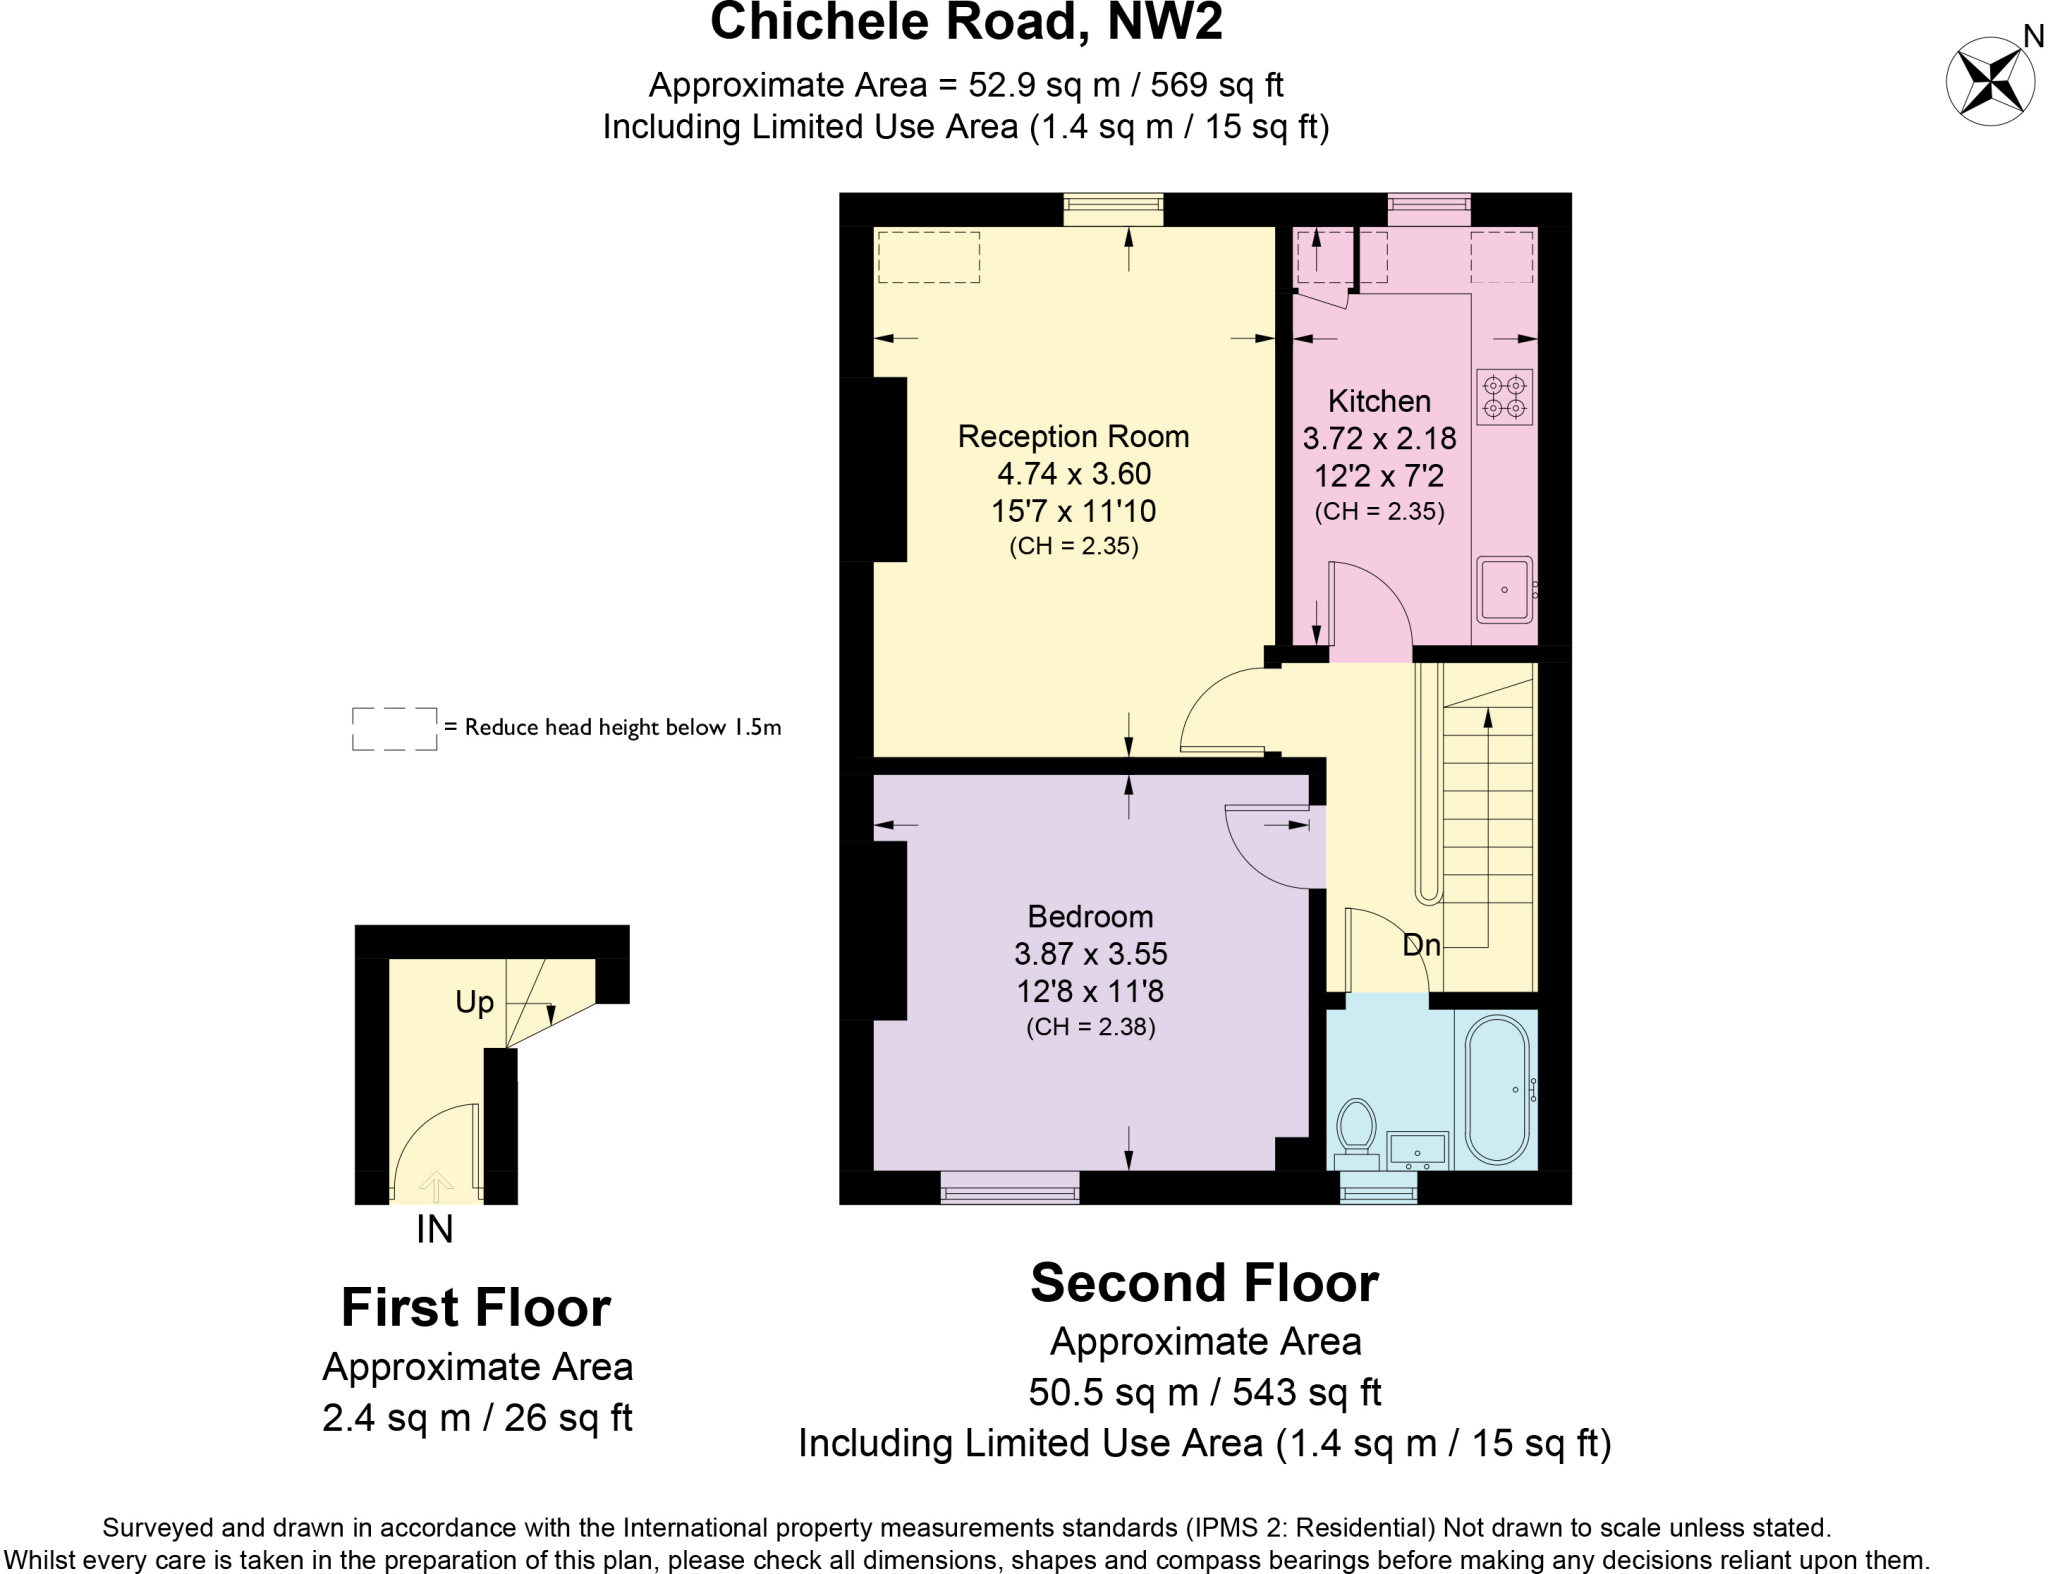 Chichele Road, NW2
Approximate Area = 52.9 sq m / 569 sq ft
Including Limited Use Area (1.4 sq m / 15 sq ft)
N
Reception Room
4.74 x 3.60
15'7 x 11'10
(CH = 2.35)
Kitchen
3.72 x 2.18
12'2 x 7'2
(CH = 2.35)
= Reduce head height below 1.5m
Bedroom
3.87 x 3.55
12'8 x 11'8
(CH = 2.38)
Dn
Up
IN
First Floor
Approximate Area
2.4 sq m / 26 sq ft
Second Floor
Approximate Area
50.5 sq m / 543 sq ft
Including Limited Use Area (1.4 sq m / 15 sq ft)
Surveyed and drawn in accordance with the International property measurements standards (IPMS 2: Residential) Not drawn to scale unless stated.
Whilst every care is taken in the preparation of this plan, please check all dimensions, shapes and compass bearings before making any decisions reliant upon them.